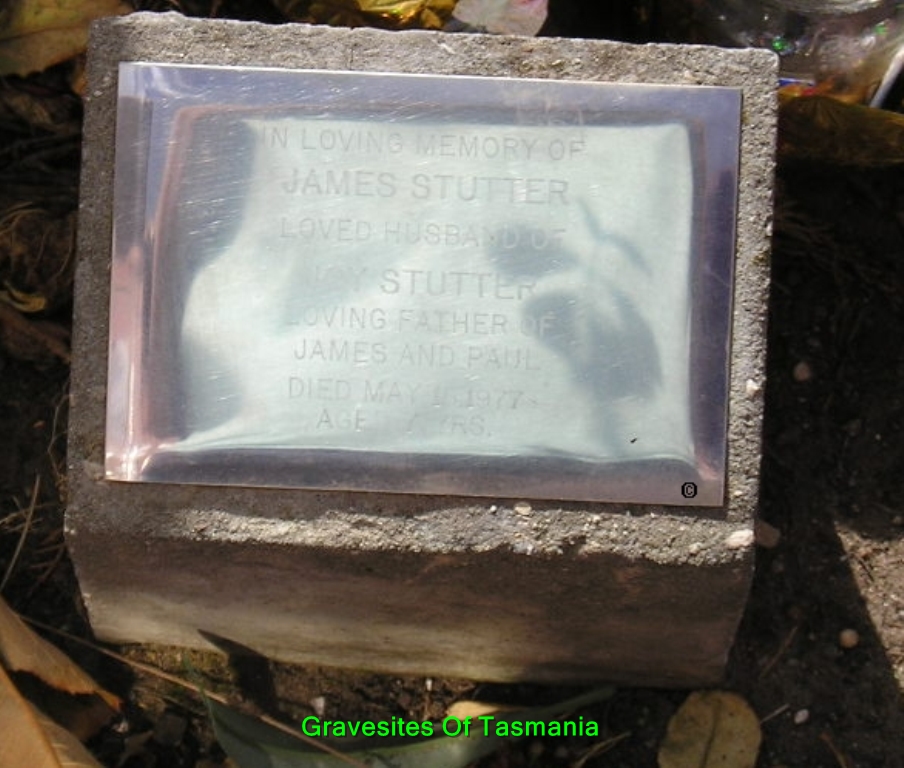 IN LOVING MEMORY OF
JAMES STUTTER
LOVED HUSBAND OF
STUTTER
LOVING FATHER OF
JAMES AND PAUL
DIED MAY 1977
AGE YRS.
©
Gravesites Of Tasmania